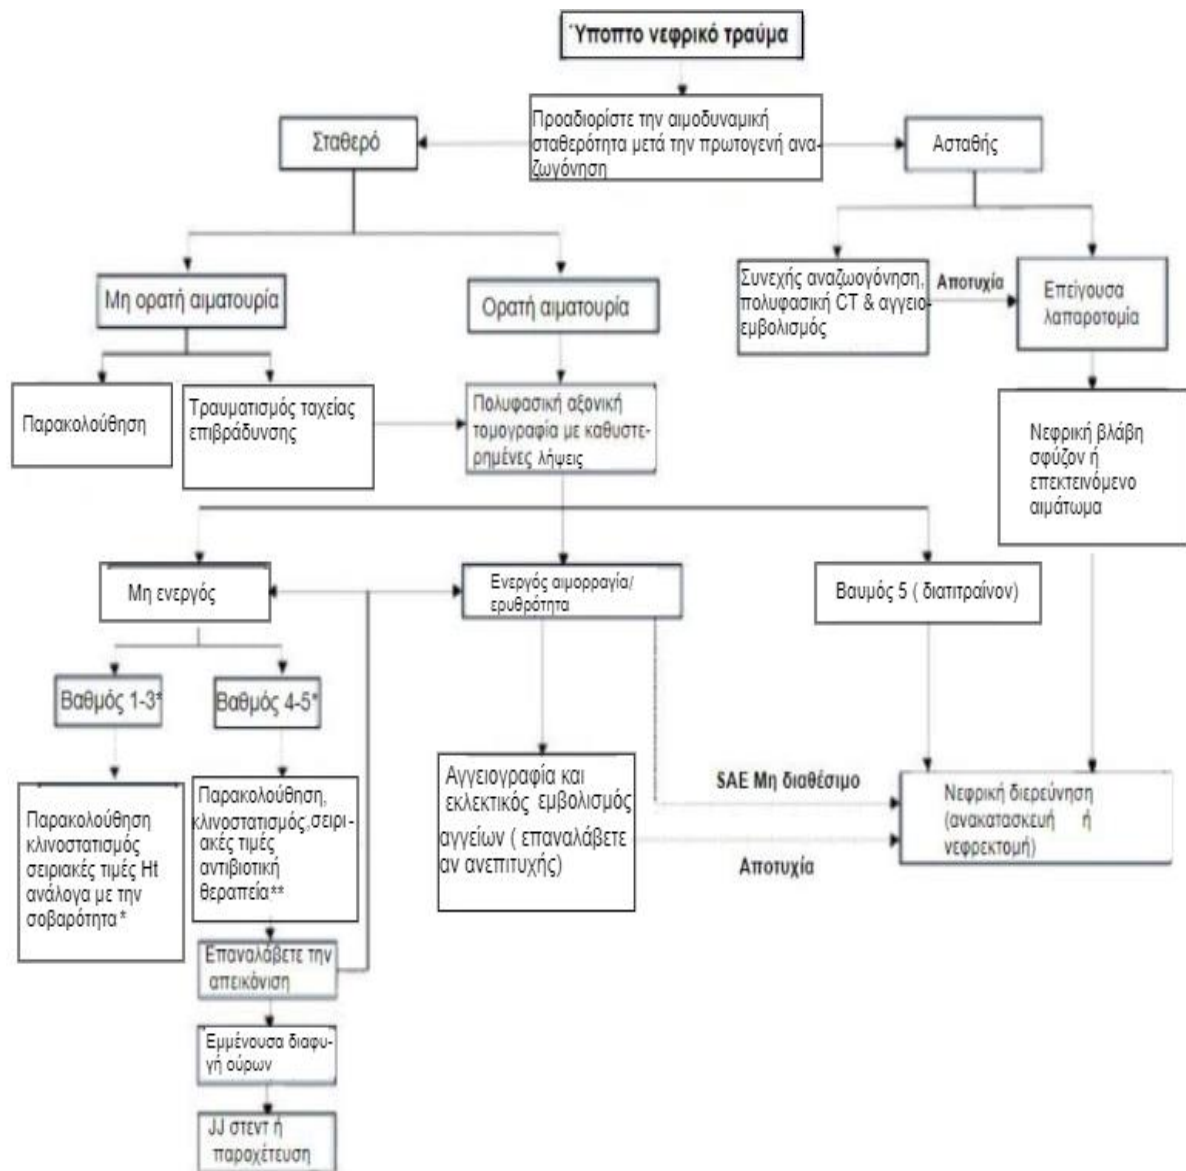 Ύποπτο νεφρικό τραύμα
Προαδιορίστε την αιμοδυναμική
σταθερότητα μετά την πρωτογενή ανα-
ζωγόνηση
Σταθερό
Ασταθής
Μη ορατή αιματουρία
Ορατή αιματουρία
Συνεχής αναζωογόνηση,
πολυφασική CT & αγγειο-
εμβολισμός
Αποτυχία
Επείγουσα
λαπαροτομία
Παρακολούθηση
Τραυματισμός ταχείας
επιβράδυνσης
Πολυφασική αξονική
τομογραφία με καθυστε-
ρημένες λήψεις
Νεφρική βλάβη
σφύζον ή
επεκτεινόμενο
αιμάτωμα
Μη ενεργός
Ενεργός αιμορραγία/
ερυθρότητα
Βαυμός 5 ( διατιτραίνον)
Βαθμός 1-3*
Βαθμός 4-5*
Παρακολούθηση
κλινοστατισμός
σειριακές τιμές Ht
ανάλογα με την
σοβαρότητα*
Παρακολούθηση,
κλινοστατισμός,σειρι-
ακές τιμές
αντιβιοτική
θεραπεία**
Αγγειογραφία και
εκλεκτικός εμβολισμός
αγγείων ( επαναλάβετε
αν ανεπιτυχής)
SAE Μη διαθέσιμο
Αποτυχία
Νεφρική διερεύνηση
(ανακατασκευή ή
νεφρεκτομή)
Επαναλάβετε την
απεικόνιση
Εμμένουσα διαφυ-
γή ούρων
JJ στεντ ή
παροχέτευση